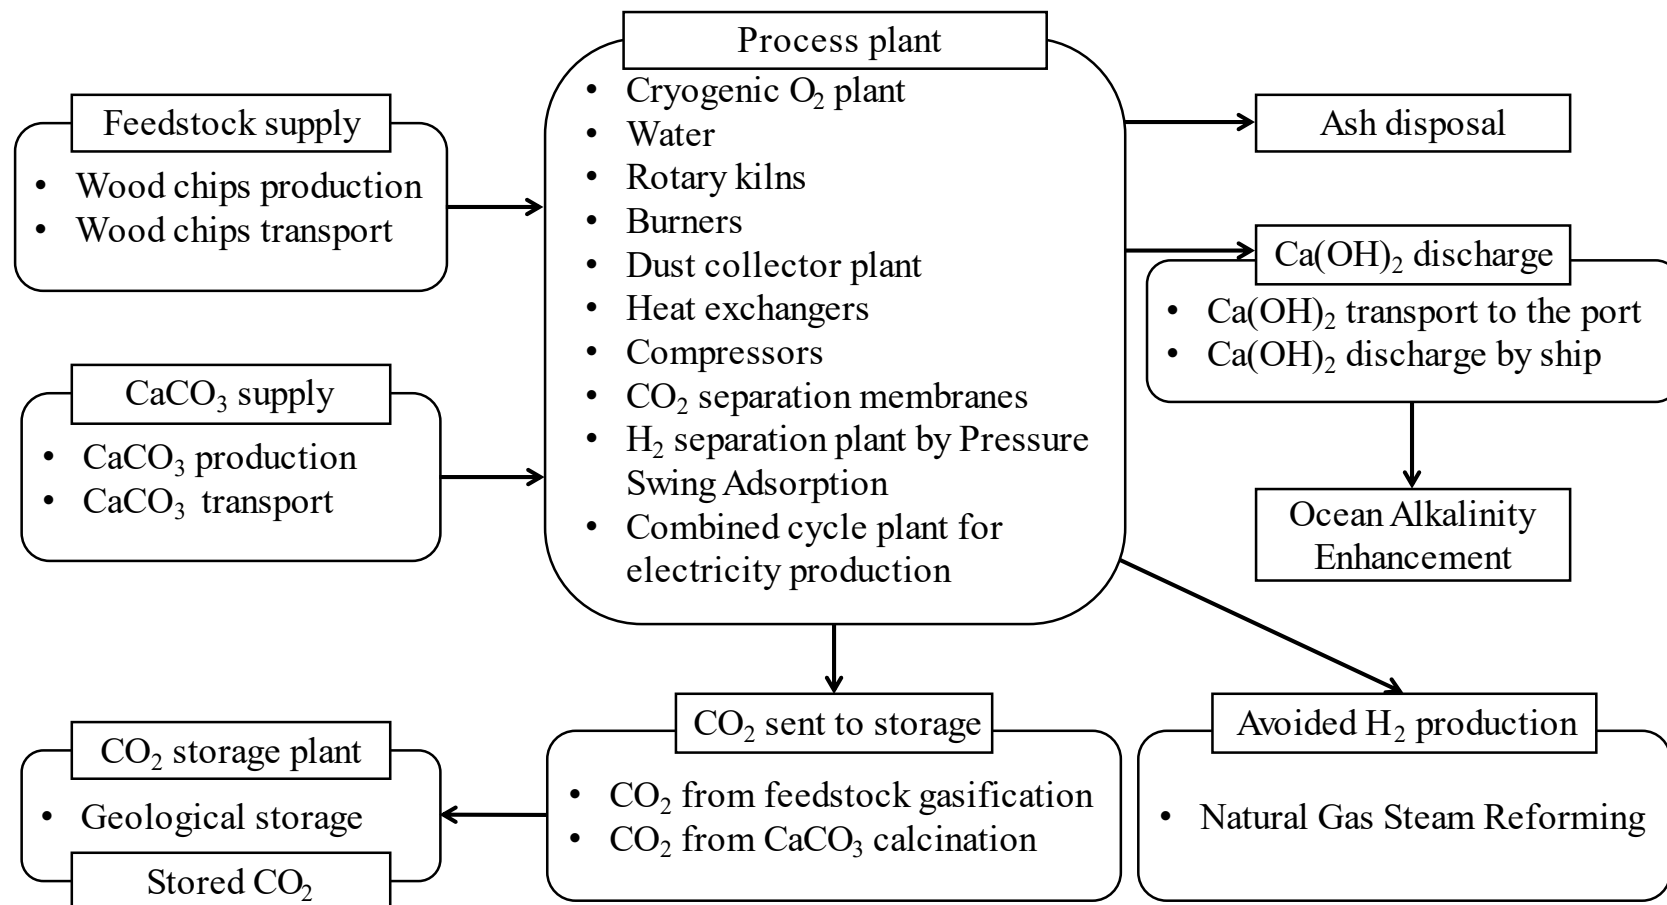 Process plant
• Cryogenic O₂ plant
• Water
• Rotary kilns
• Burners
• Dust collector plant
• Heat exchangers
• Compressors
• CO₂ separation membranes
• H₂ separation plant by Pressure
Swing Adsorption
• Combined cycle plant for
electricity production
Feedstock supply
• Wood chips production
• Wood chips transport
CaCO₃ supply
• CaCO₃ production
• CaCO₃ transport
Ash disposal
Ca(OH)₂ discharge
• Ca(OH)₂ transport to the port
• Ca(OH)₂ discharge by ship
Ocean Alkalinity
Enhancement
CO₂ storage plant
• Geological storage
Stored CO₂
CO₂ sent to storage
• CO₂ from feedstock gasification
• CO₂ from CaCO₃ calcination
Avoided H₂ production
• Natural Gas Steam Reforming